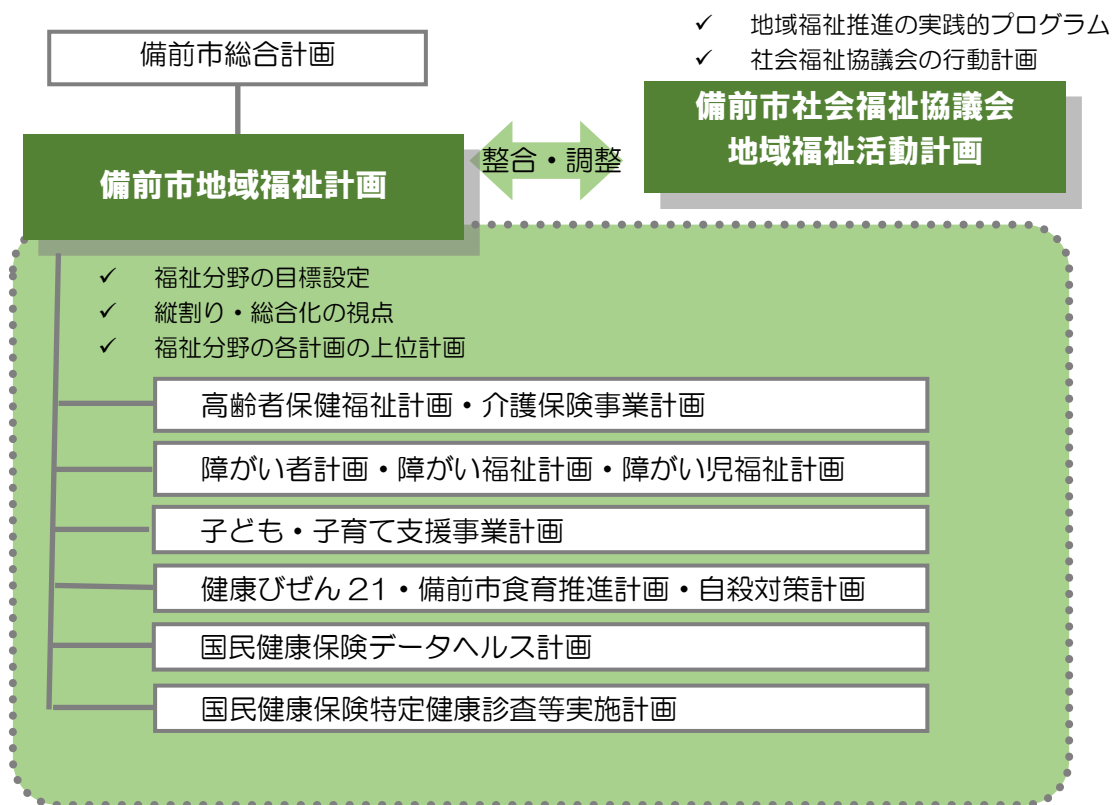 備前市総合計画
✓ 地域福祉推進の実践的プログラム
✓ 社会福祉協議会の行動計画
備前市社会福祉協議会
地域福祉活動計画
整合・調整
備前市地域福祉計画
✓ 福祉分野の目標設定
✓ 縦割り・総合化の視点
✓ 福祉分野の各計画の上位計画
高齢者保健福祉計画・介護保険事業計画
障がい者計画・障がい福祉計画・障がい児福祉計画
子ども・子育て支援事業計画
健康びぜん21・備前市食育推進計画・自殺対策計画
国民健康保険データヘルス計画
国民健康保険特定健康診査等実施計画